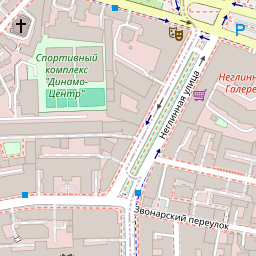 Спортивный
комплекс
"Динамо-
Центр"
P
Неглинная улица
Неглинн
Галере
Звонарский переулок